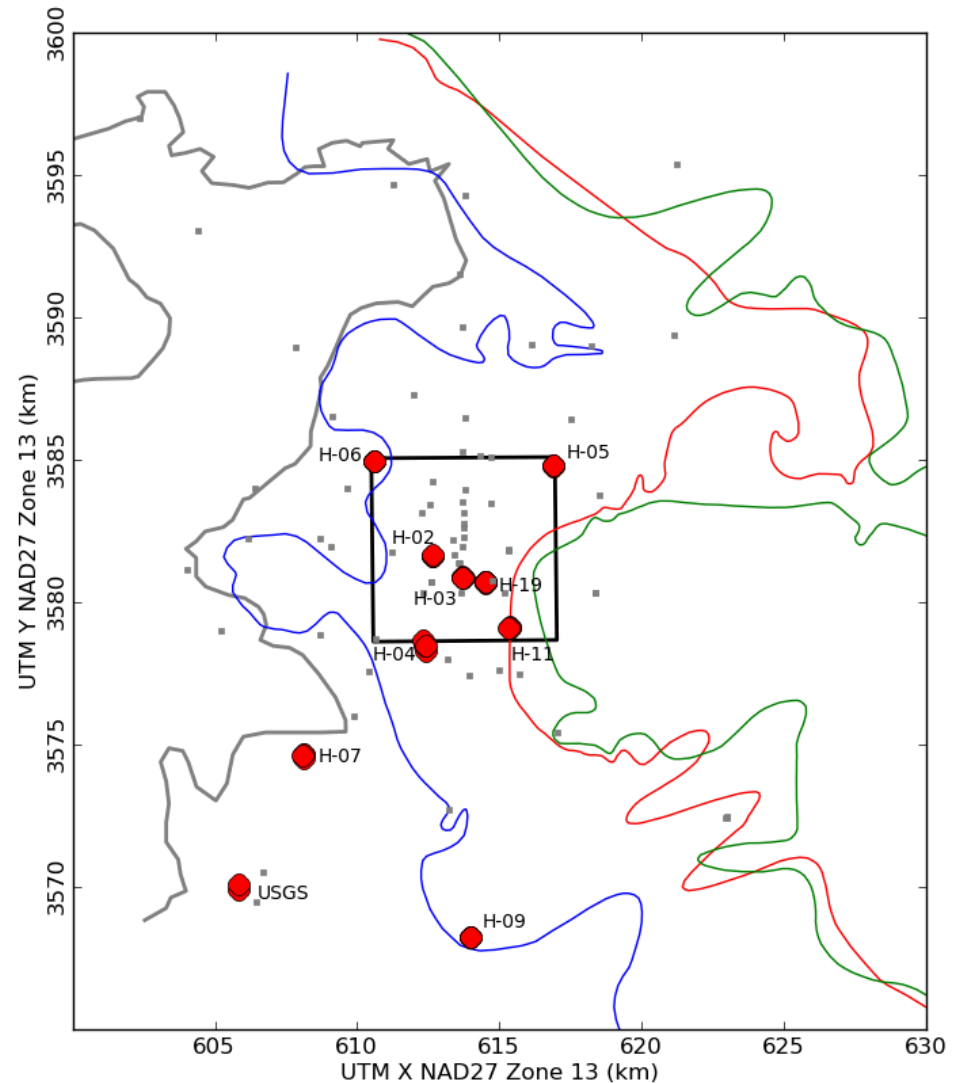 3600
3595
3590
3585
3580
3575
3570
UTM Y NAD27 Zone 13 (km)
H-06
H-05
H-02
H-03
H-19
H-04
H-11
H-07
USGS
H-09
605
610
615
620
625
630
UTM X NAD27 Zone 13 (km)